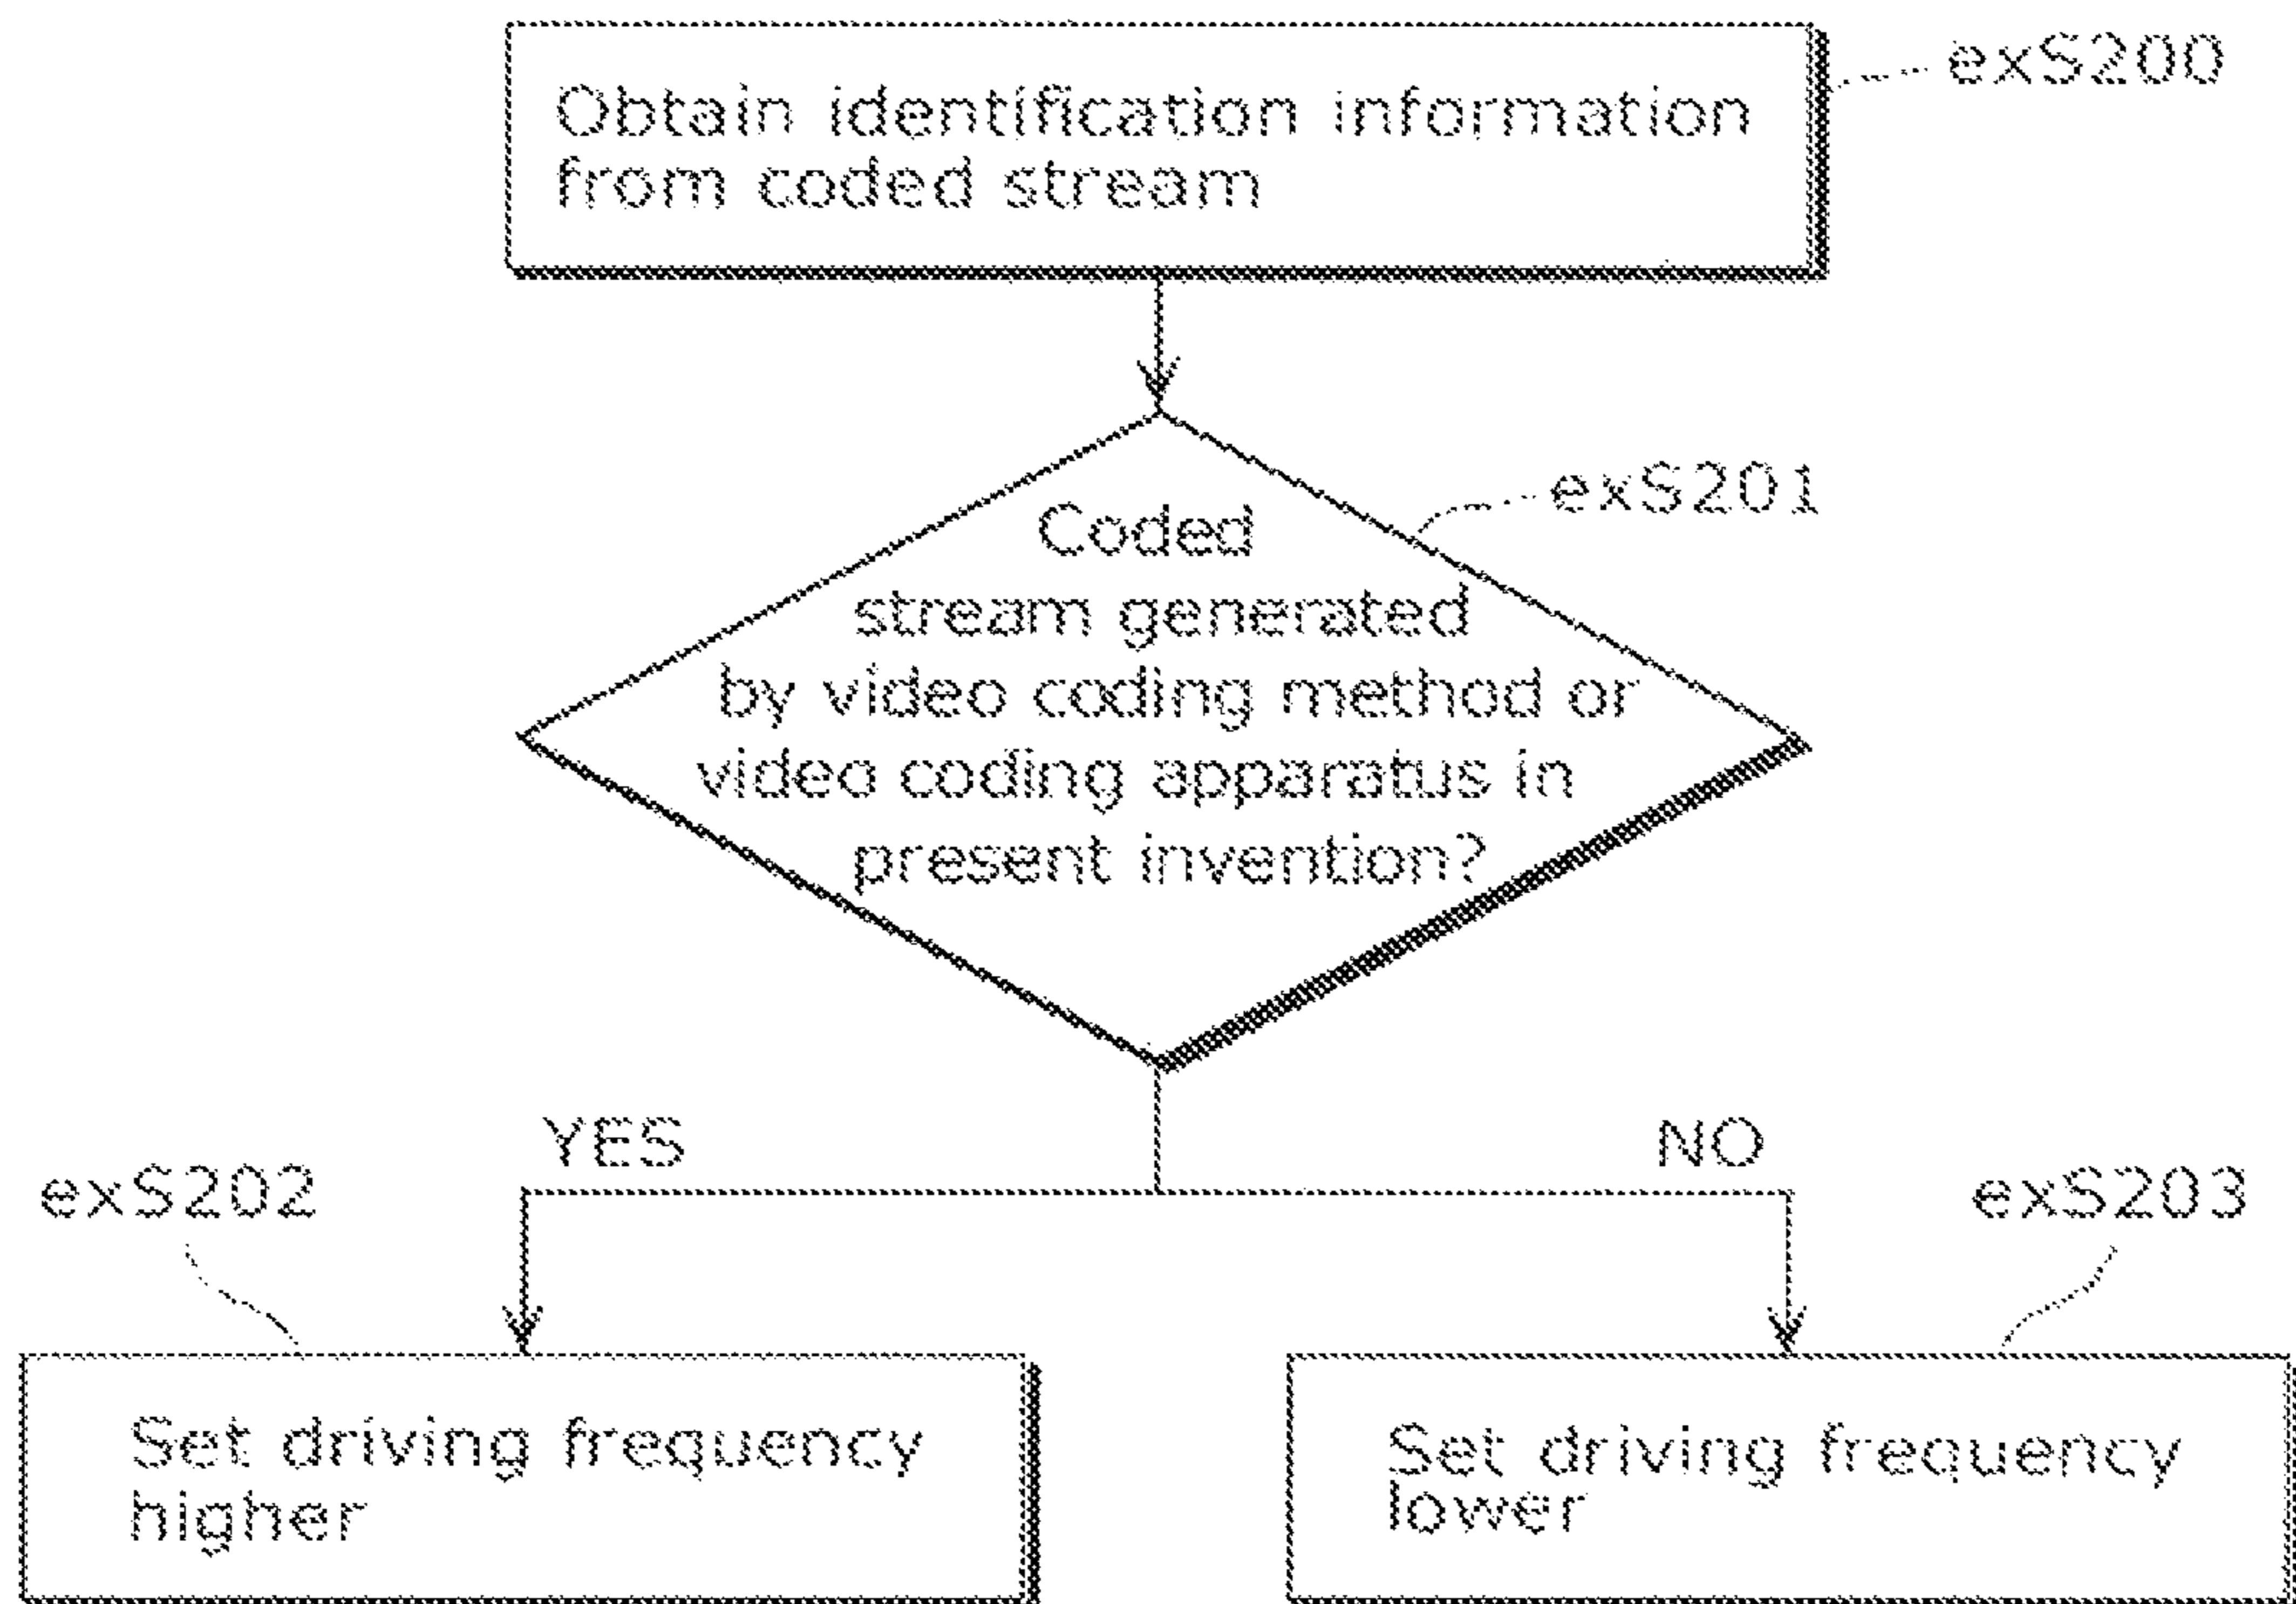 exS200
Obtain identification information
from coded stream
exS201
Coded
stream generated
by video coding method or
video coding apparatus in
present invention?
YES
NO
exS202
exS203
Set driving frequency
higher
Set driving frequency
lower